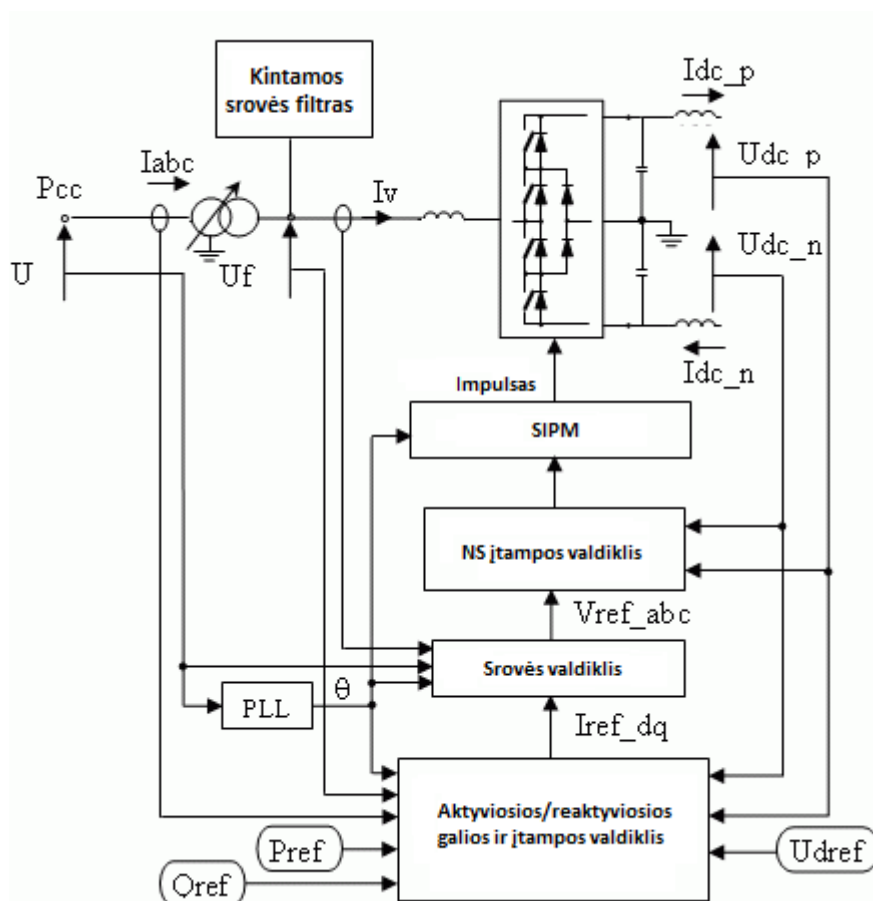 Kintamos
srovės filtras
Idc_p
Iabc
Pcc
Iv
Udc_p
U
Uf
Udc_n
Idc_n
Impulsas
SIPM
NS įtampos valdiklis
Vref_abc
Srovės valdiklis
PLL
θ
Iref_dq
Aktyviosios/reaktyviosios
galios ir įtampos valdiklis
Pref
Udref
Qref